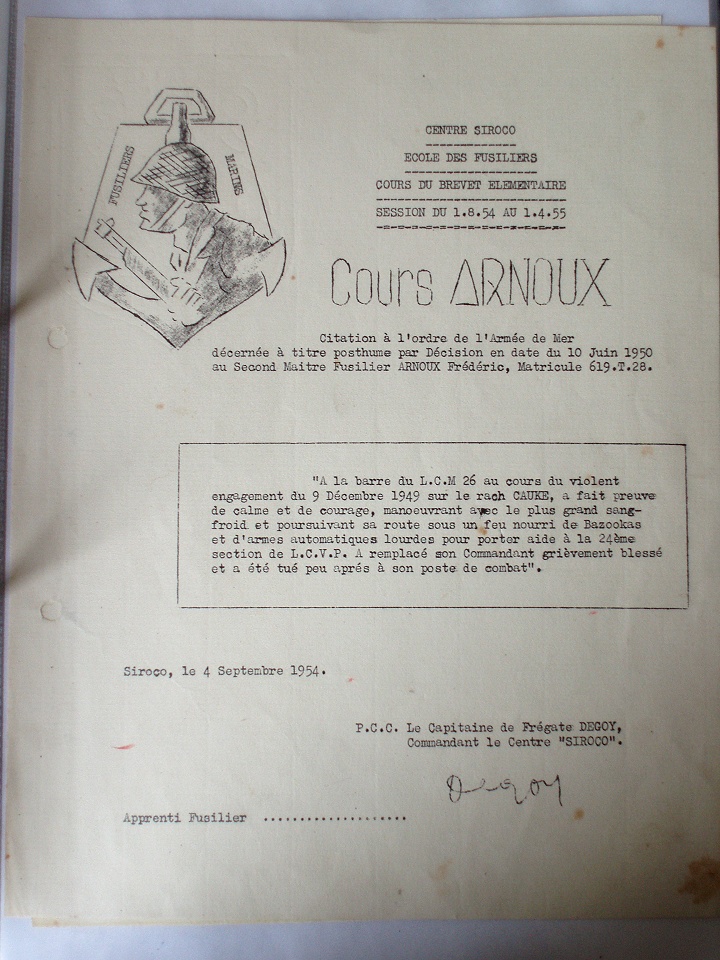 FUSILIERS
MARINS
CENTRE SIROCO
ECOLE DES FUSILIERS
COURS DU BREVET ELEMENTAIRE
SESSION DU 1.8.54 AU 1.4.55
Cours ARNOUX
Citation à l'ordre de l'Armée de Mer
décernée à titre posthume par Décision en date du 10 Juin 1950
au Second Maitre Fusilier ARNOUX Frédéric, Matricule 619.T.28.
"A la barre du L.C.M 26 au cours du violent
engagement du 9 Décembre 1949 sur le rach CAUKE, a fait preuve
de calme et de courage, manoeuvrant avec le plus grand sang-
froid et poursuivant sa route sous un feu nourri de Bazookas
et d'armes automatiques lourdes pour porter aide à la 24ème
section de L.C.V.P. A remplacé son Commandant grièvement blessé
et a été tué peu aprés à son poste de combat".
Siroco, le 4 Septembre 1954.
P.C.C. Le Capitaine de Frégate DEGOY,
Commandant le Centre "SIROCO".
Degoy
Apprenti Fusilier ....................